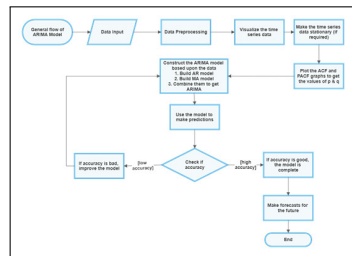 General flow of
ARIMA Model
Data Input
Data Preprocessing
Visualize the time
series data
Make the time series
data stationary (if
required)
Plot the ACF and
PACF graphs to get
the values of p & q
Construct the ARIMA model
based upon the data
1. Build AR model
2. Build MA model
3. Combine them to get
ARIMA
Use the model
to make predictions
Check if
accuracy
[low
accuracy]
[high
accuracy]
If accuracy is bad,
improve the model
If accuracy is good,
the model is
complete
Make forecasts for
the future
End